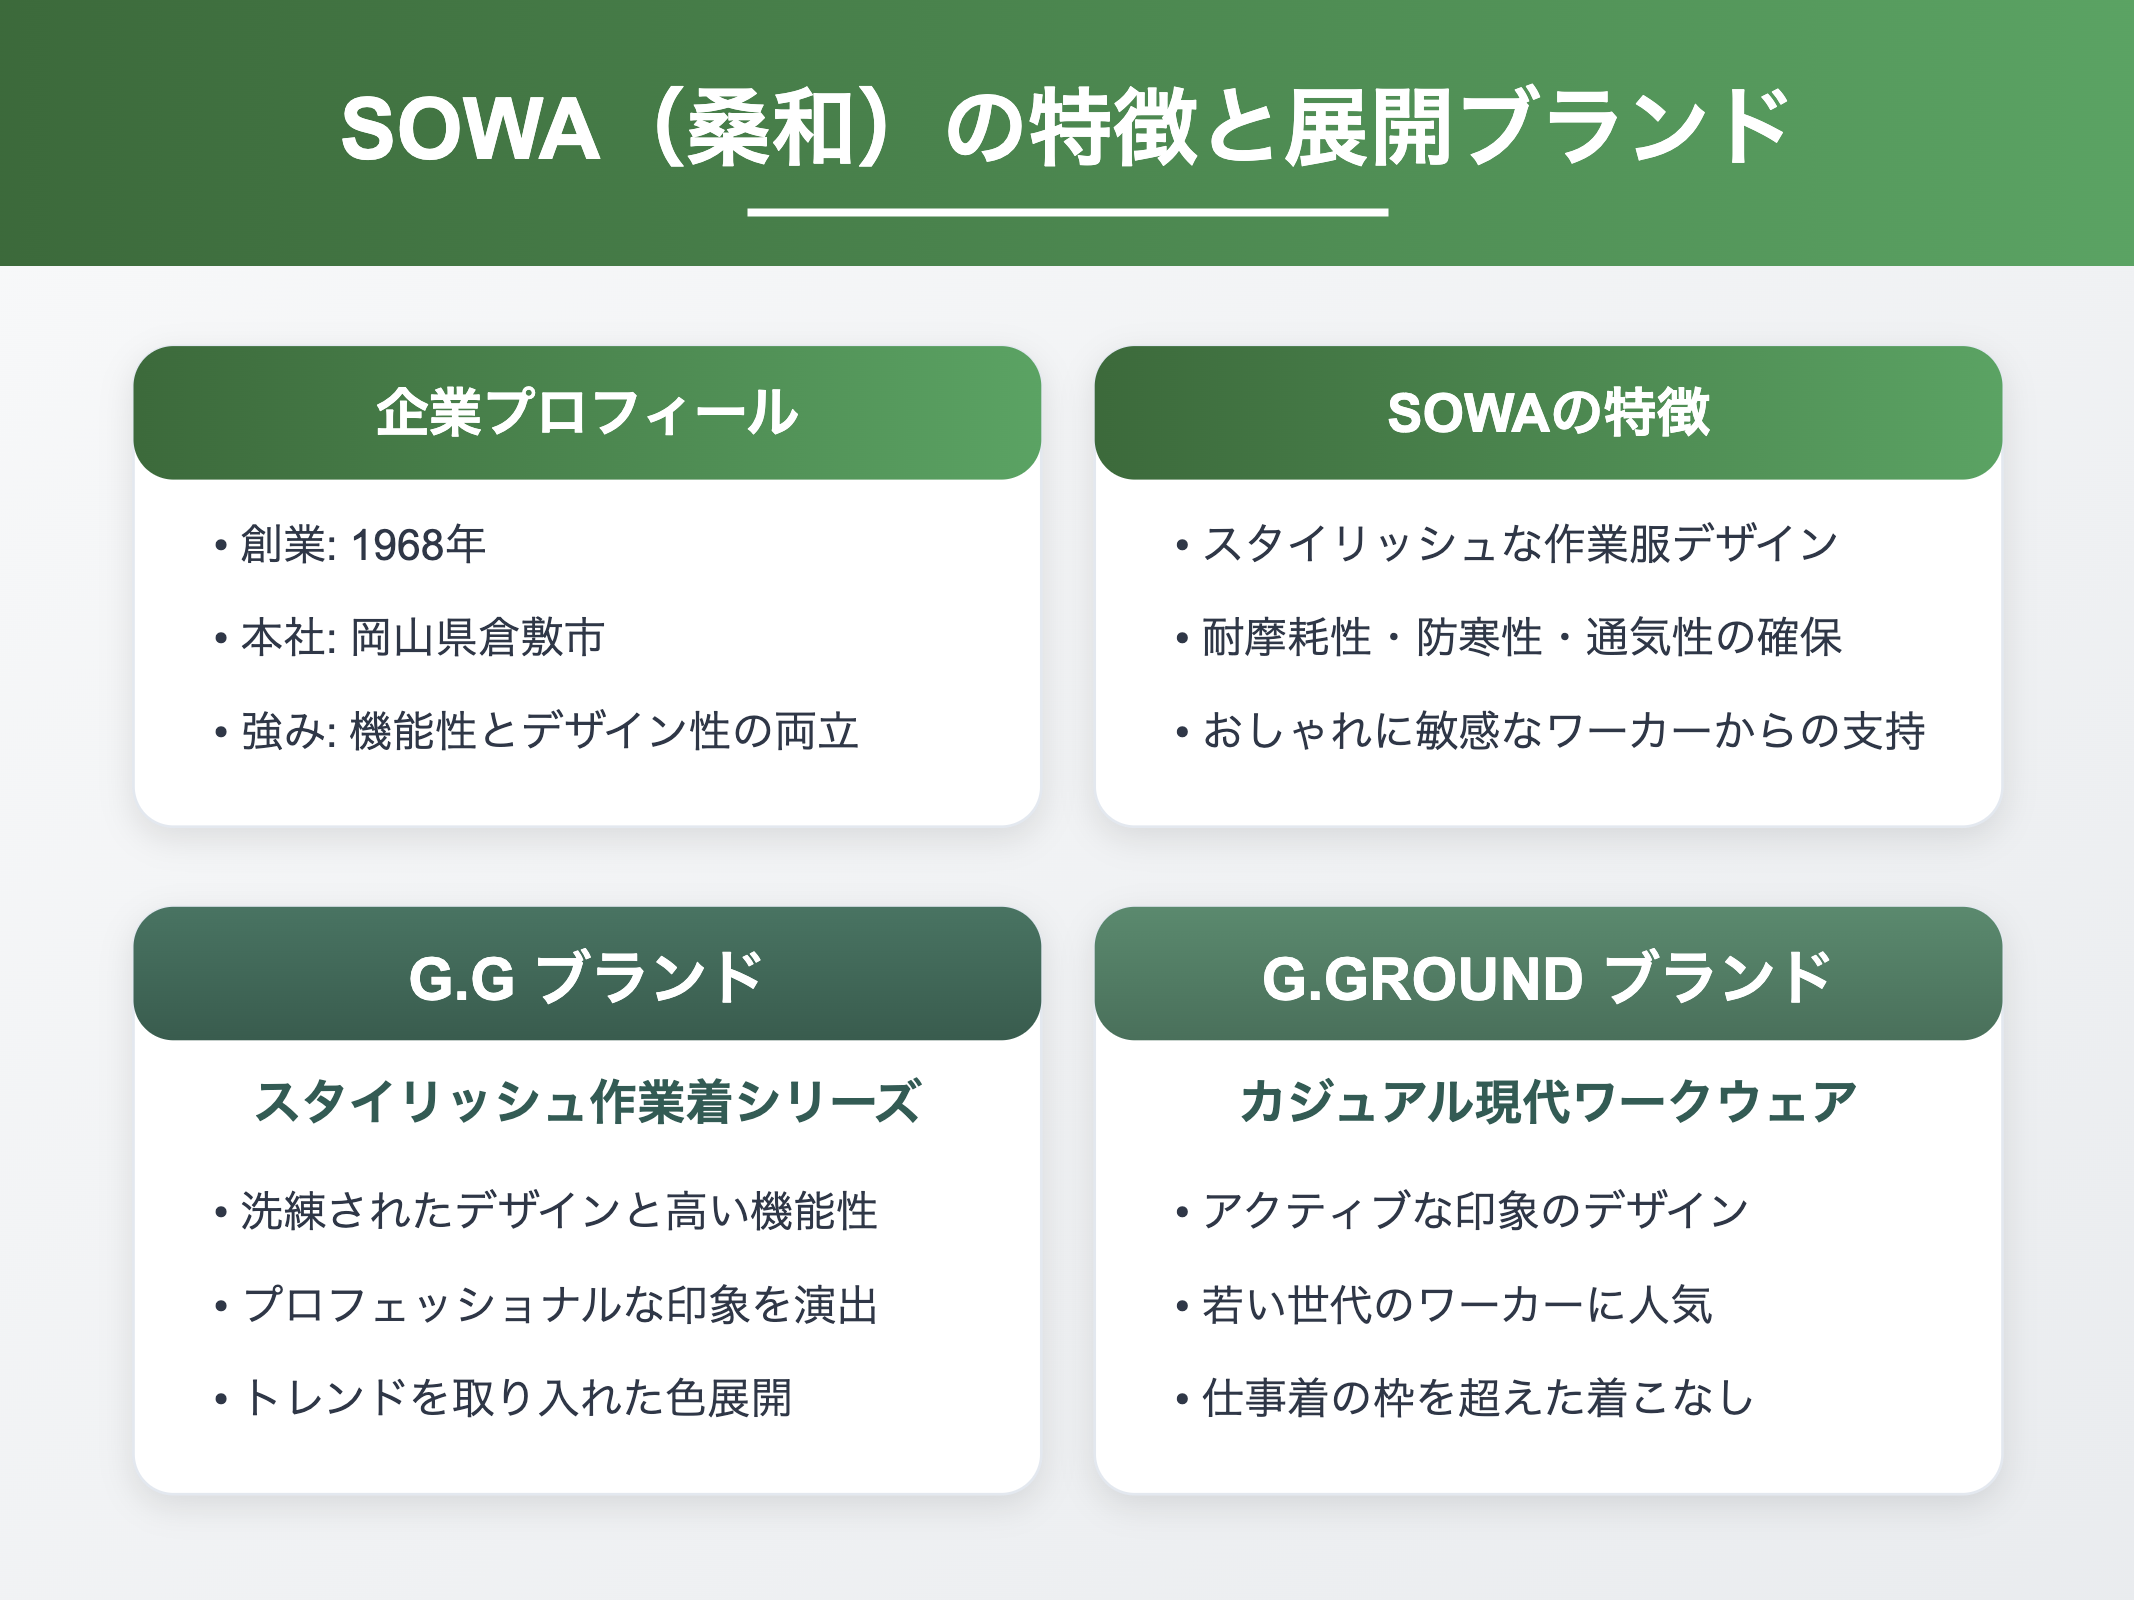 SOWA（桑和）の特徴と展開ブランド
企業プロフィール
• 創業: 1968年
• 本社: 岡山県倉敷市
• 強み: 機能性とデザイン性の両立
SOWAの特徴
• スタイリッシュな作業服デザイン
• 耐摩耗性・防寒性・通気性の確保
• おしゃれに敏感なワーカーからの支持
G.G ブランド
スタイリッシュ作業着シリーズ
• 洗練されたデザインと高い機能性
• プロフェッショナルな印象を演出
• トレンドを取り入れた色展開
G.GROUND ブランド
カジュアル現代ワークウェア
• アクティブな印象のデザイン
• 若い世代のワーカーに人気
• 仕事着の枠を超えた着こなし